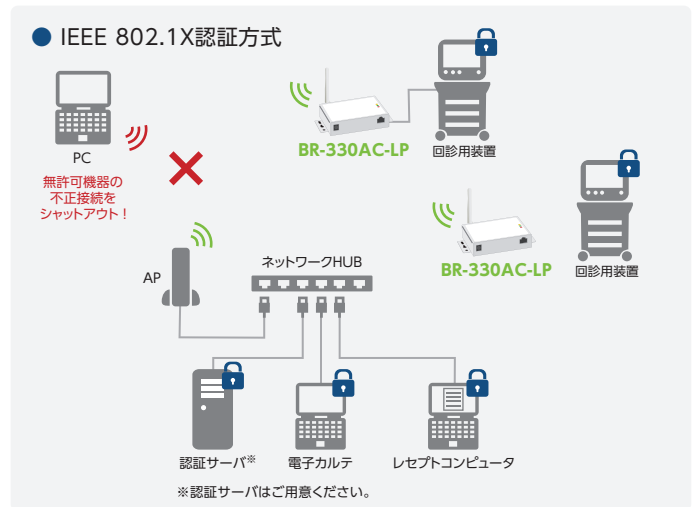 IEEE 802.1X認証方式
PC
無許可機器の
不正接続を
シャットアウト！
BR-330AC-LP
回診用装置
BR-330AC-LP
回診用装置
AP
ネットワークHUB
認証サーバ※
電子カルテ
レセプトコンピュータ
※認証サーバはご用意ください。